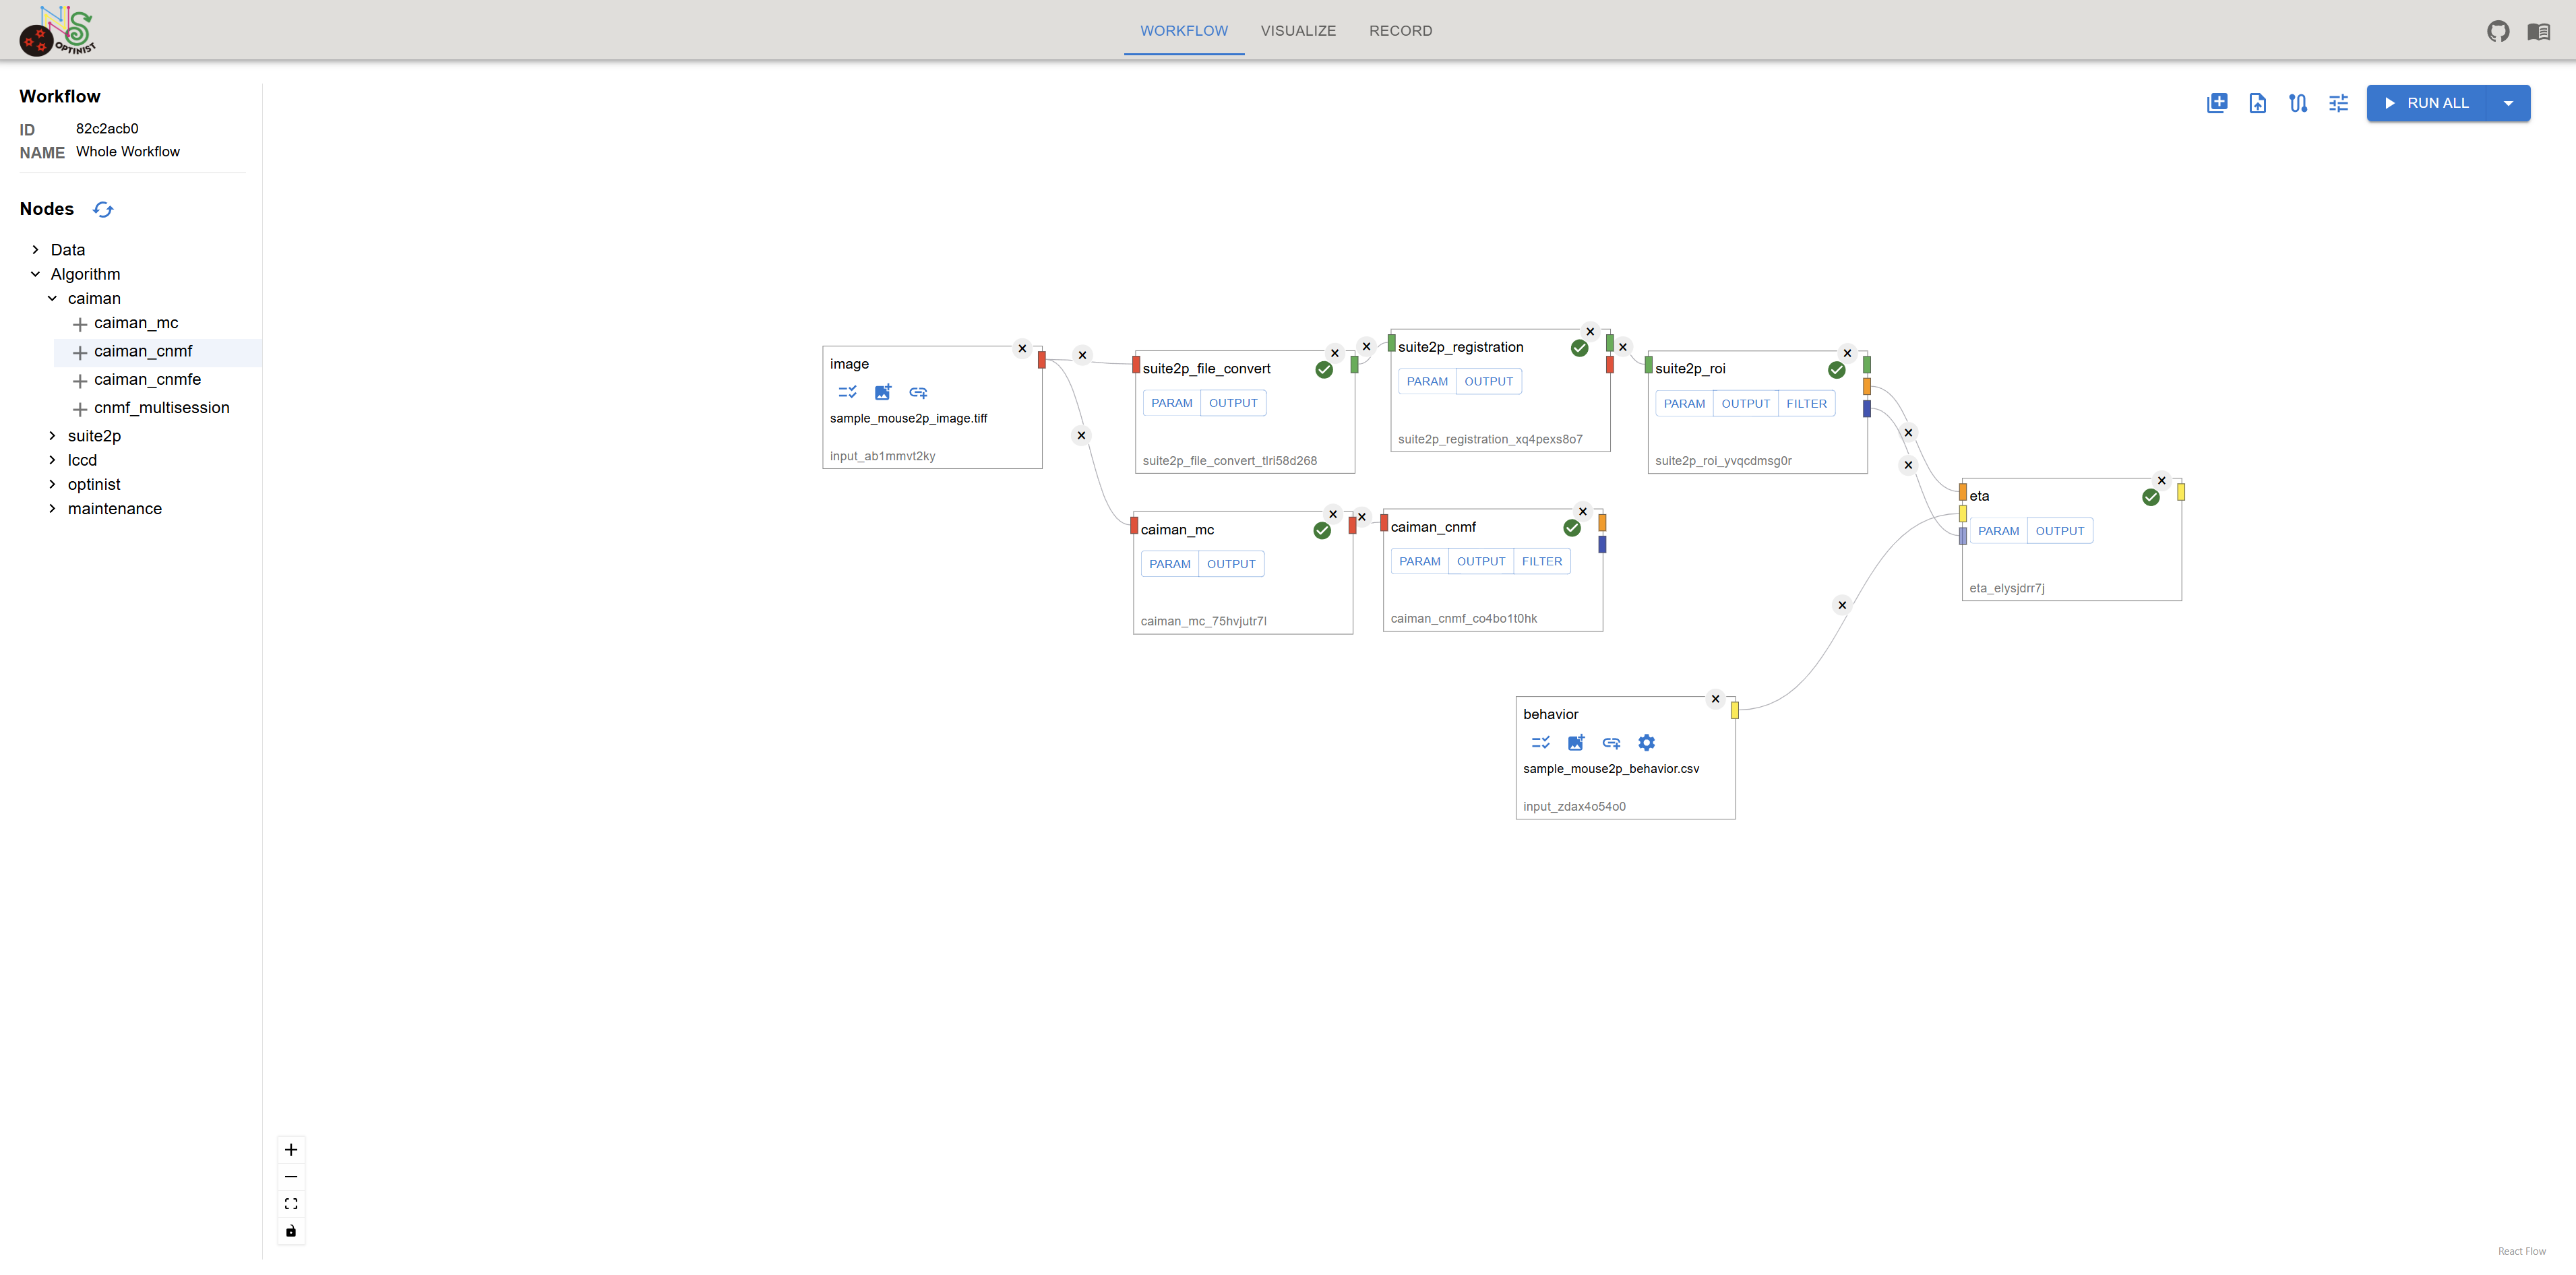 OPTINIST
WORKFLOW VISUALIZE RECORD
Workflow
ID 82c2acb0
NAME Whole Workflow
Nodes
Data
Algorithm
caiman
caiman_mc
caiman_cnmf
caiman_cnmfe
cnmf_multisession
suite2p
lccd
optinist
maintenance
RUN ALL
image
sample_mouse2p_image.tiff
input_ab1mmvt2ky
suite2p_file_convert
PARAM OUTPUT
suite2p_file_convert_tlri58d268
suite2p_registration
PARAM OUTPUT
suite2p_registration_xq4pexs8o7
suite2p_roi
PARAM OUTPUT FILTER
suite2p_roi_yvqcdmsg0r
caiman_mc
PARAM OUTPUT
caiman_mc_75hvjutr7l
caiman_cnmf
PARAM OUTPUT FILTER
caiman_cnmf_co4bo1t0hk
eta
PARAM OUTPUT
eta_elysjdrr7j
behavior
sample_mouse2p_behavior.csv
input_zdax4o54o0
React Flow